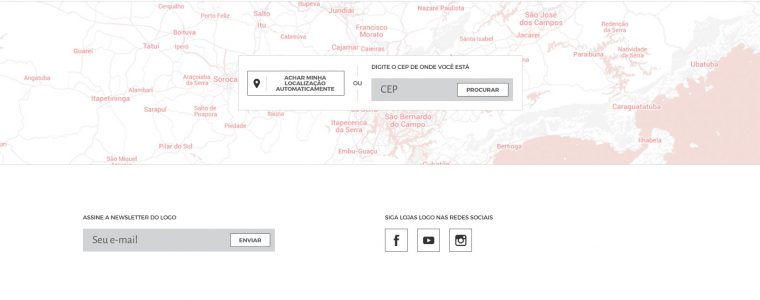 Cerquilho
Itupeva
Jundiaí
Nazaré Paulista
Porto Feliz
Salto
São José
dos Campos
Itu
Francisco
Morato
Redenção
da Serra
Boituva
Cabreúva
Santa Isabel
Jacareí
Guareí
Tatuí
Iperó
Cajamar
Caieiras
Paraibuna
Natividade
da Serra
Ubatuba
DIGITE O CEP DE ONDE VOCÊ ESTÁ
Angatuba
Araçoiaba
da Serra
Soroca
ACHAR MINHA
LOCALIZAÇÃO
AUTOMATICAMENTE
OU
CEP
PROCURAR
Alambari
Itapetininga
Sarapuí
Salto de
Pirapora
Ibiúna
Caraguatatuba
Piedade
Itapecerica
da Serra
São Bernardo
do Campo
Pilar do Sul
Embu-Guaçu
Bertioga
Ilhabela
São Miguel
Arcanjo
Cubatão
ASSINE A NEWSLETTER DO LOGO
SIGA LOJAS LOGO NAS REDES SOCIAIS
Seu e-mail
ENVIAR